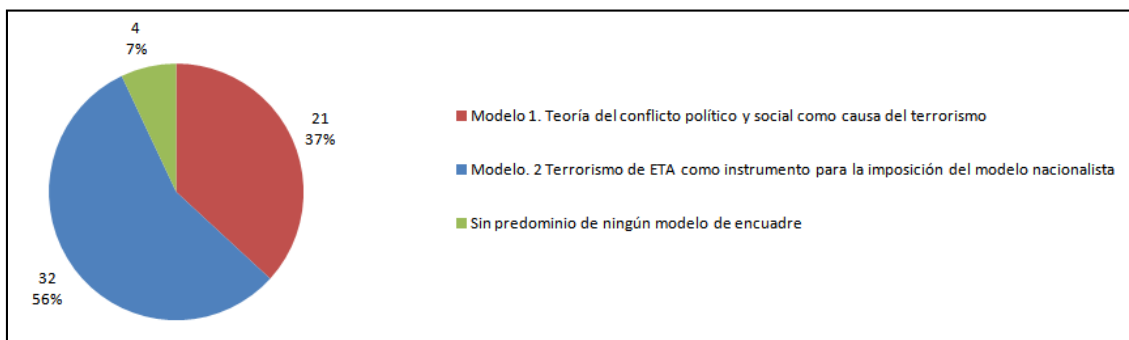 4
7%
21
37%
Modelo 1. Teoría del conflicto político y social como causa del terrorismo
Modelo. 2 Terrorismo de ETA como instrumento para la imposición del modelo nacionalista
Sin predominio de ningún modelo de encuadre
32
56%